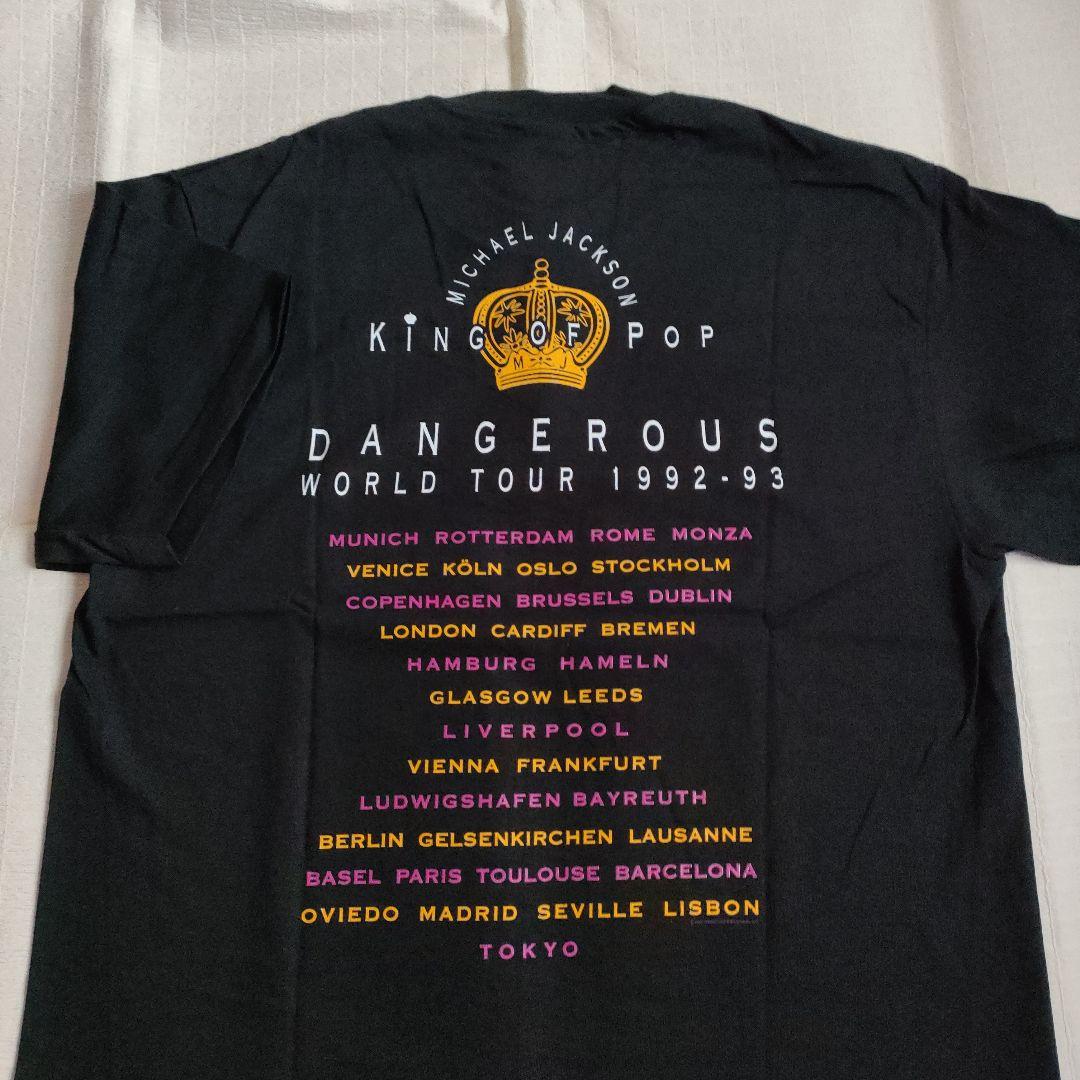 MICHAEL JACKSON
KING OF POP
M J
DANGEROUS
WORLD TOUR 1992-93
MUNICH ROTTERDAM ROME MONZA
VENICE KÖLN OSLO STOCKHOLM
COPENHAGEN BRUSSELS DUBLIN
LONDON CARDIFF BREMEN
HAMBURG HAMELN
GLASGOW LEEDS
LIVERPOOL
VIENNA FRANKFURT
LUDWIGSHAFEN BAYREUTH
BERLIN GELSENKIRCHEN LAUSANNE
BASEL PARIS TOULOUSE BARCELONA
OVIEDO MADRID SEVILLE LISBON
TOKYO